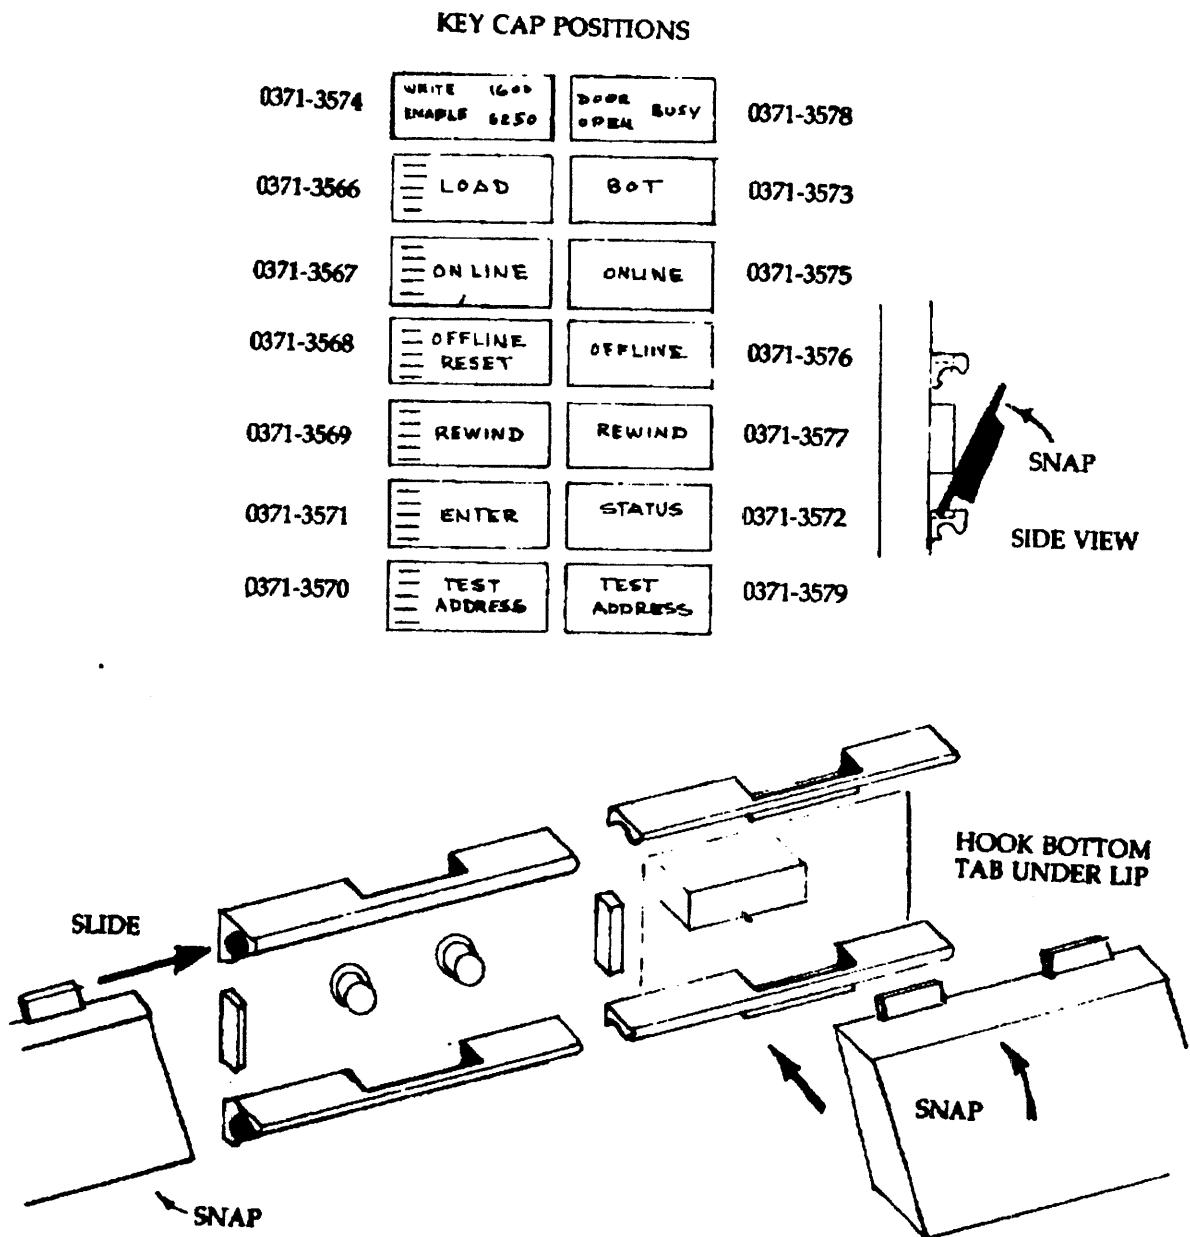 KEY CAP POSITIONS
0371-3574 WRITE 1600 DOOR BUSY 0371-3578
ENABLE 6250 OPEN
0371-3566 LOAD BOT 0371-3573
0371-3567 ON LINE ONLINE 0371-3575
0371-3568 OFFLINE OFFLINE 0371-3576
RESET
0371-3569 REWIND REWIND 0371-3577
SNAP
0371-3571 ENTER STATUS 0371-3572
SIDE VIEW
0371-3570 TEST TEST 0371-3579
ADDRESS ADDRESS
HOOK BOTTOM
TAB UNDER LIP
SLIDE
SNAP
SNAP